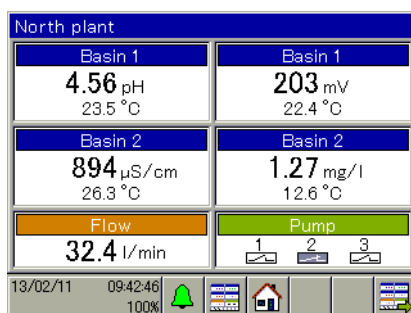 North plant
Basin 1
4.56 pH
23.5 °C
Basin 1
203 mV
22.4 °C
Basin 2
894 µS/cm
26.3 °C
Basin 2
1.27 mg/l
12.6 °C
Flow
32.4 l/min
Pump
1 2 3
13/02/11 09:42:46
100%